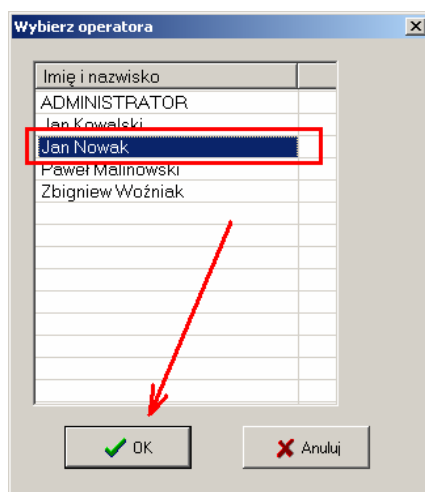 Wybierz operatora
Imię i nazwisko
ADMINISTRATOR
Jan Kowalski
Jan Nowak
Paweł Malinowski
Zbigniew Woźniak
OK
Anuluj